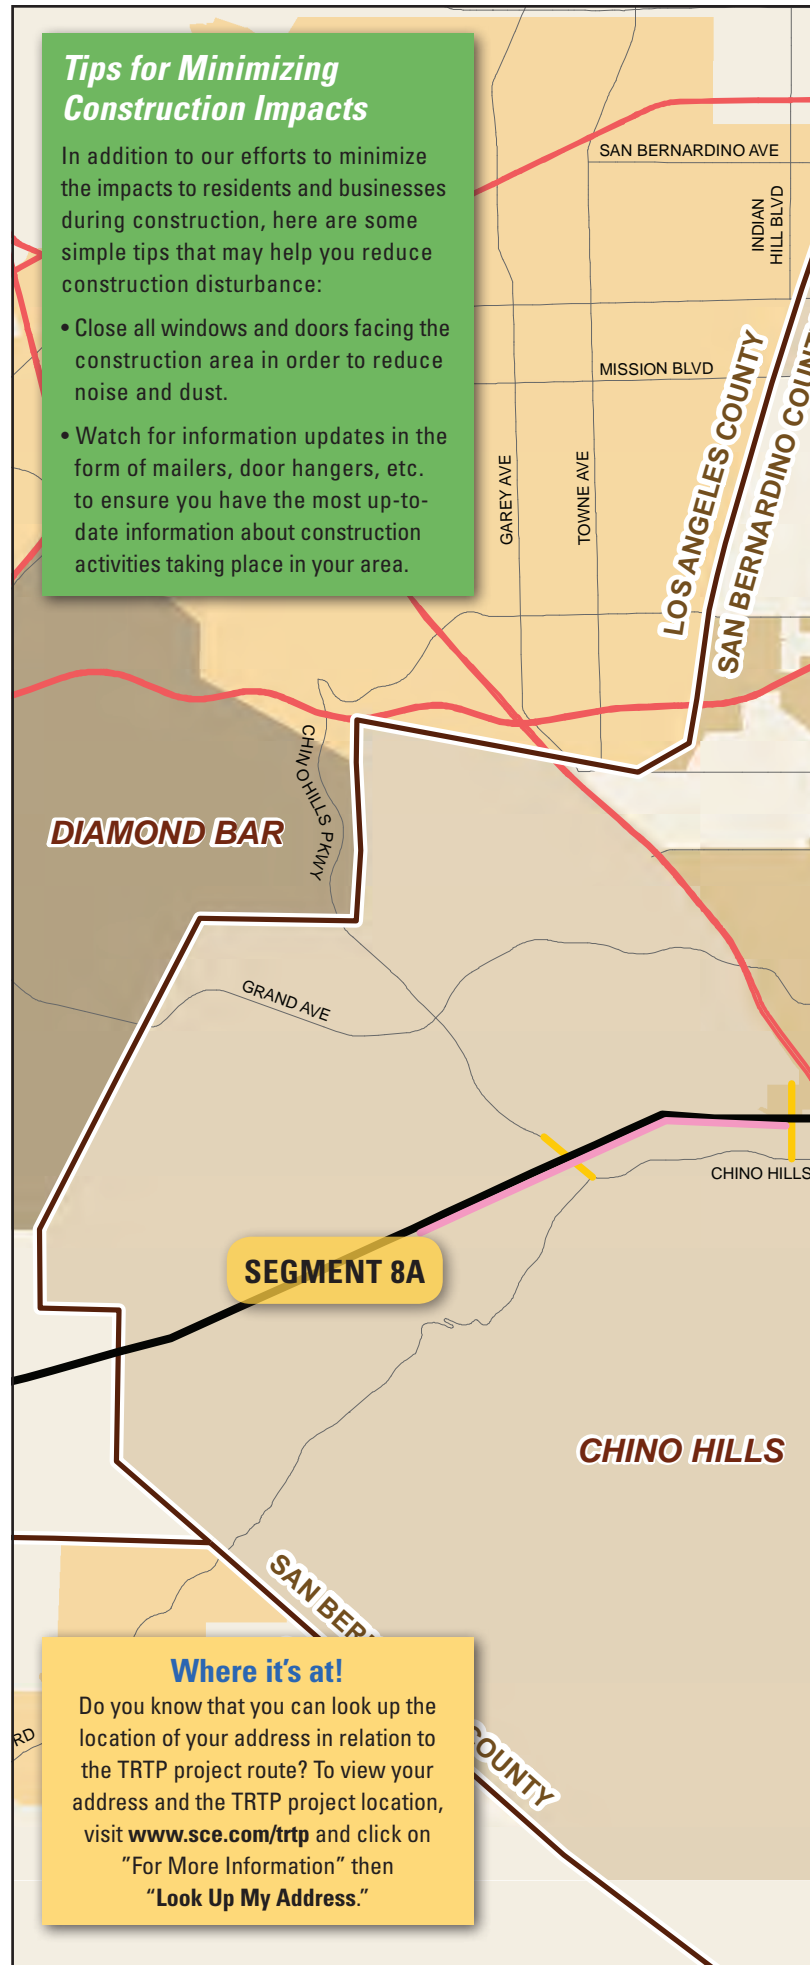 Tips for Minimizing
Construction Impacts
In addition to our efforts to minimize
the impacts to residents and businesses
during construction, here are some
simple tips that may help you reduce
construction disturbance:
• Close all windows and doors facing the
construction area in order to reduce
noise and dust.
• Watch for information updates in the
form of mailers, door hangers, etc.
to ensure you have the most up-to-
date information about construction
activities taking place in your area.
SAN BERNARDINO AVE
INDIAN
HILL BLVD
MISSION BLVD
GAREY AVE
TOWNE AVE
LOS ANGELES COUNTY
SAN BERNARDINO COUNT
CHINO HILLS PKWY
DIAMOND BAR
GRAND AVE
CHINO HILLS
SEGMENT 8A
CHINO HILLS
SAN BER
COUNTY
RD
Where it's at!
Do you know that you can look up the
location of your address in relation to
the TRTP project route? To view your
address and the TRTP project location,
visit www.sce.com/trtp and click on
"For More Information" then
“Look Up My Address.”